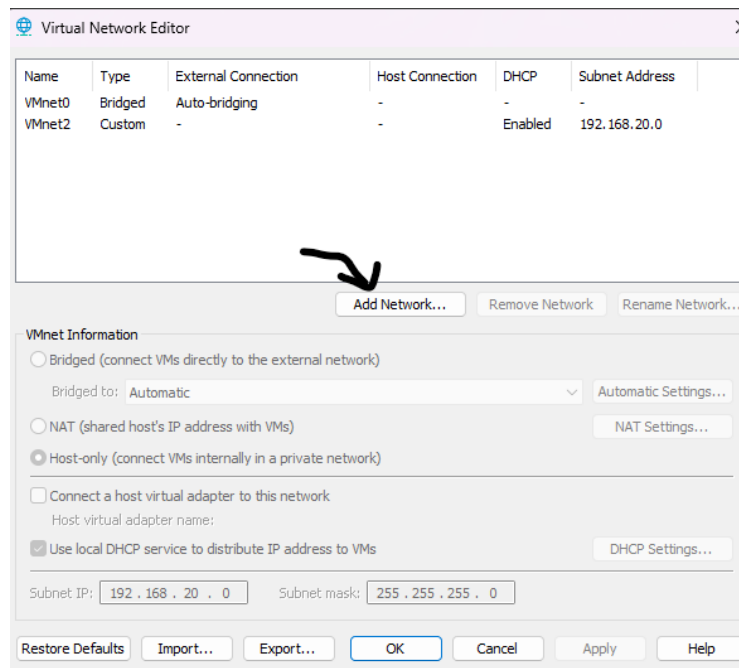 Virtual Network Editor
Name Type External Connection Host Connection DHCP Subnet Address
VMnet0 Bridged Auto-bridging - - -
VMnet2 Custom - - Enabled 192.168.20.0
Add Network... Remove Network Rename Network...
VMnet Information
Bridged (connect VMs directly to the external network)
Bridged to: Automatic Automatic Settings...
NAT (shared host's IP address with VMs) NAT Settings...
Host-only (connect VMs internally in a private network)
Connect a host virtual adapter to this network
Host virtual adapter name:
Use local DHCP service to distribute IP address to VMs DHCP Settings...
Subnet IP: 192 . 168 . 20 . 0 Subnet mask: 255 . 255 . 255 . 0
Restore Defaults Import... Export... OK Cancel Apply Help